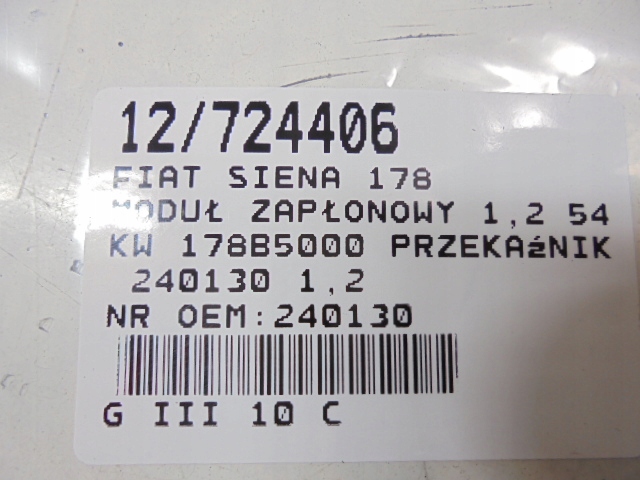 12/724406
FIAT SIENA 178
MODUŁ ZAPŁONOWY 1,2 54
KW 178B5000 PRZEKAźNIK
240130 1,2
NR OEM:240130
G III 10 C